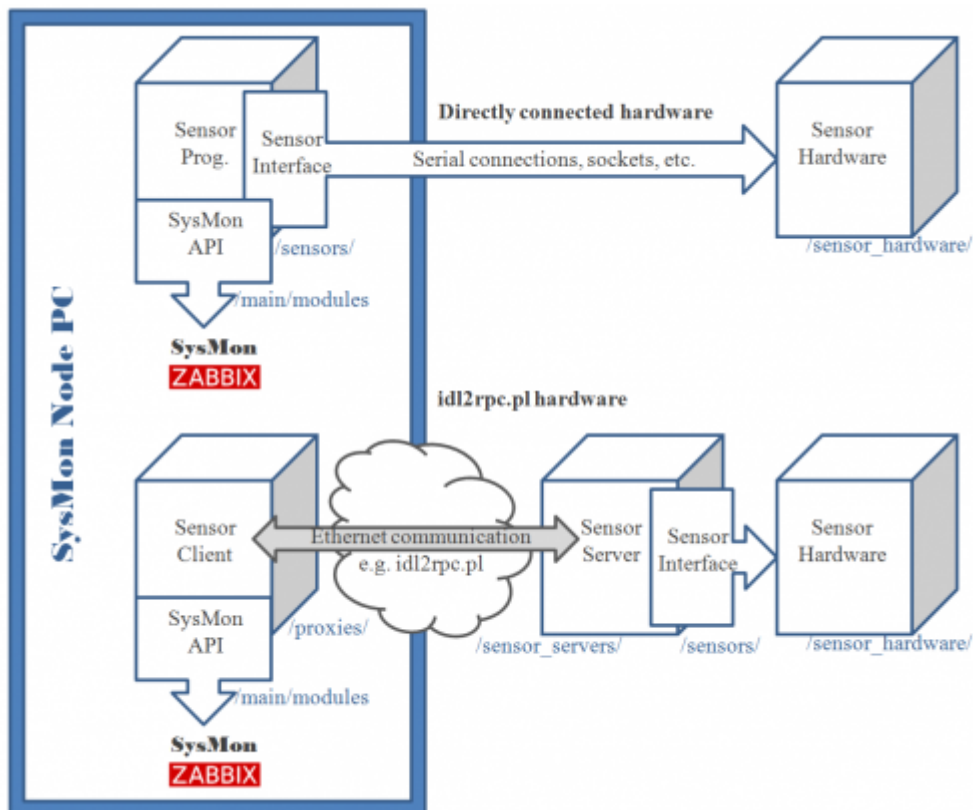 SysMon Node PC
Sensor
Prog.
Sensor
Interface
SysMon
API
/sensors/
/main/modules
SysMon
ZABBIX
Directly connected hardware
Serial connections, sockets, etc.
Sensor
Hardware
/sensor_hardware/
idl2rpc.pl hardware
Sensor
Client
SysMon
API
/proxies/
/main/modules
SysMon
ZABBIX
Ethernet communication
e.g. idl2rpc.pl
Sensor
Server
Sensor
Interface
/sensor_servers/
/sensors/
Sensor
Hardware
/sensor_hardware/